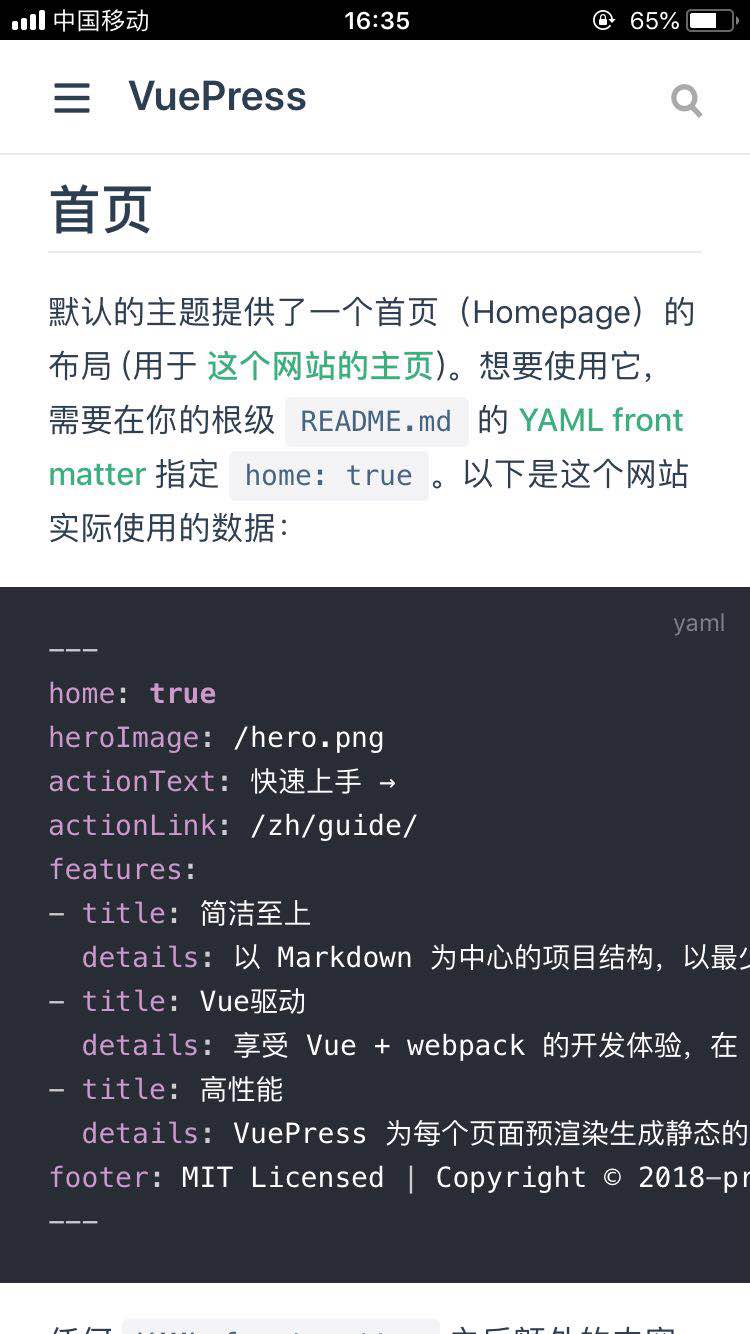 中国移动 16:35 65%
VuePress
首页
默认的主题提供了一个首页（Homepage）的
布局 (用于 这个网站的主页)。想要使用它，
需要在你的根级 README.md 的 YAML front
matter 指定 home: true 。以下是这个网站
实际使用的数据：
yaml
---
home: true
heroImage: /hero.png
actionText: 快速上手 →
actionLink: /zh/guide/
features:
- title: 简洁至上
  details: 以 Markdown 为中心的项目结构，以最少
- title: Vue驱动
  details: 享受 Vue + webpack 的开发体验，在
- title: 高性能
  details: VuePress 为每个页面预渲染生成静态的
footer: MIT Licensed | Copyright © 2018-pr
---
任何